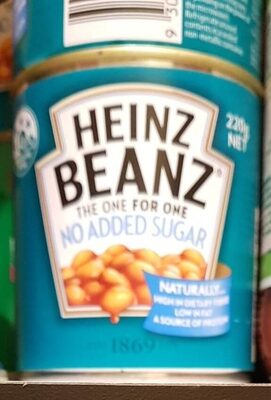 HEINZ
BEANZ
THE ONE FOR ONE
NO ADDED SUGAR
220g
NET
NATURALLY...
HIGH IN DIETARY
LOW IN FAT
A SOURCE OF PROTEIN
1869